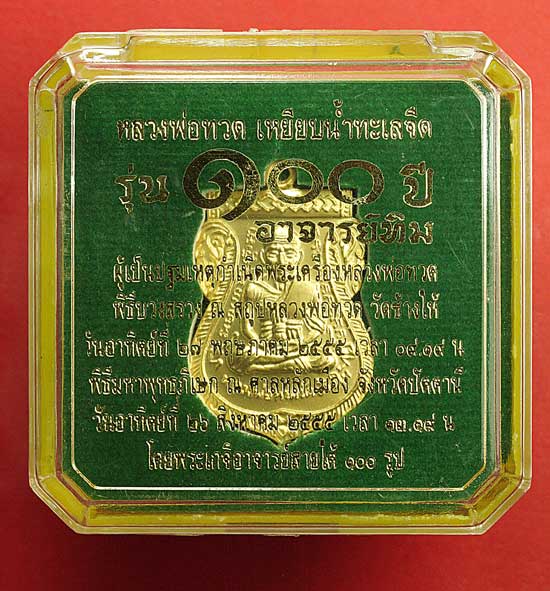 หลวงพ่อทวด เหยียบน้ำทะเลจืด
รุ่น ๑๐๐ ปี
อาจารย์ทิม
ผู้เป็นปฐมเหตุกำเนิดพระเครื่องหลวงพ่อทวด
พิธีบวงสรวง ณ สถูปหลวงพ่อทวด วัดช้างให้
วันอาทิตย์ที่ ๒๗ พฤษภาคม ๒๕๕๕ เวลา ๐๙.๑๙ น
พิธีมหาพุทธภิเษก ณ ศาลหลักเมือง จังหวัดปัตตานี
วันอาทิตย์ที่ ๒๖ สิงหาคม ๒๕๕๕ เวลา ๑๓.๑๙ น
โดยพระเกจิอาจารย์สายใต้ ๑๐๐ รูป